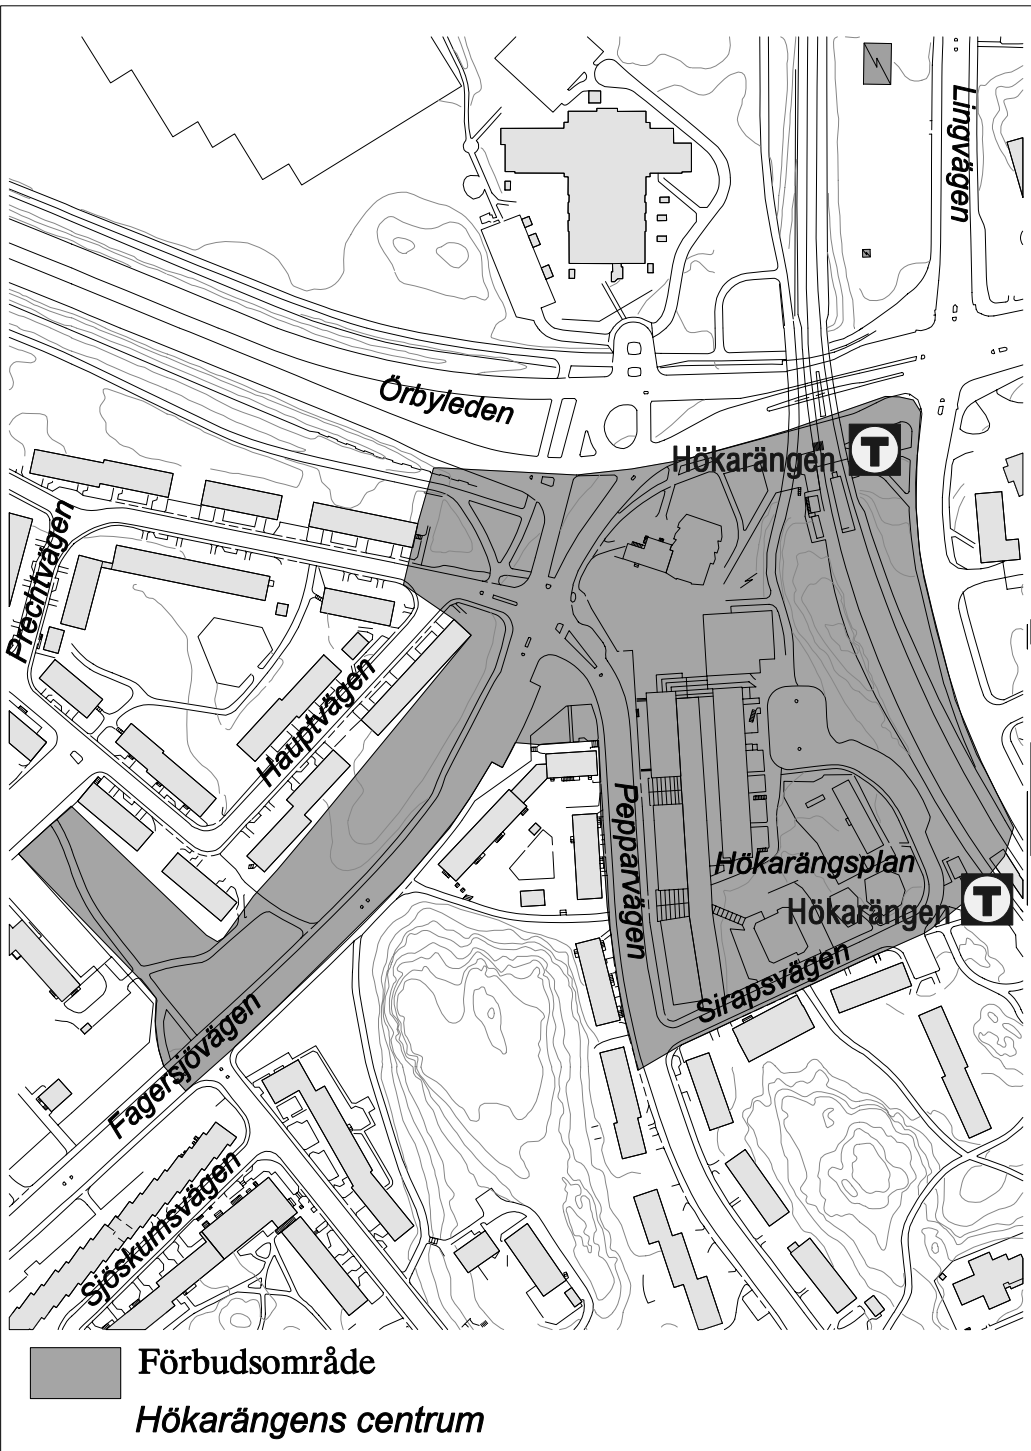 Lingvägen
Örbyleden
Hökarängen T
Prechtvägen
Hauptvägen
Pepparvägen
Hökarängsplan
Hökarängen T
Sirapsvägen
Fagersjövägen
Sjöskumsvägen
Förbudsområde
Hökarängens centrum